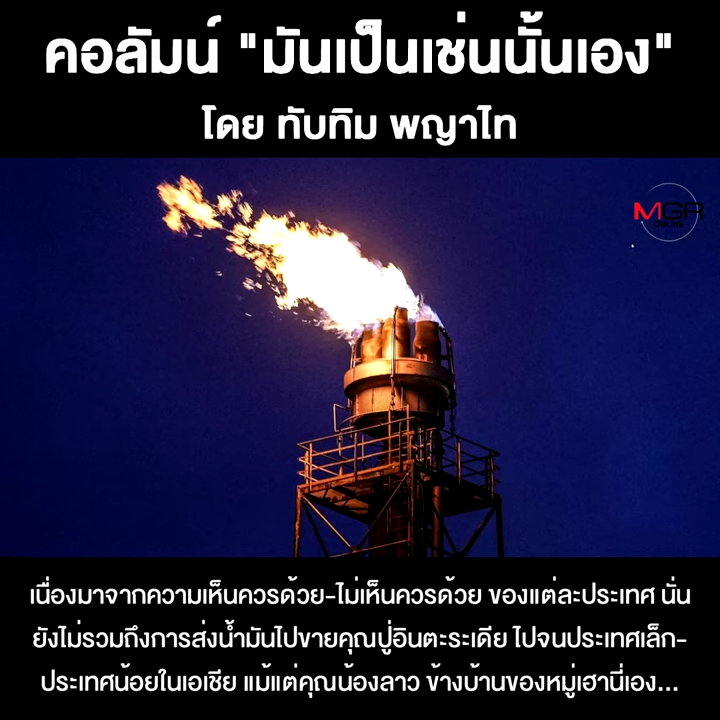 คอลัมน์ "มันเป็นเช่นนั้นเอง"
โดย ทับทิม พญาไท
MGR
ONLINE
เนื่องมาจากความเห็นควรด้วย-ไม่เห็นควรด้วย ของแต่ละประเทศ นั่น
ยังไม่รวมถึงการส่งน้ำมันไปขายคุณปู่อินตะระเดีย ไปจนประเทศเล็ก-
ประเทศน้อยในเอเชีย แม้แต่คุณน้องลาว ข้างบ้านของหมู่เฮานี่เอง...